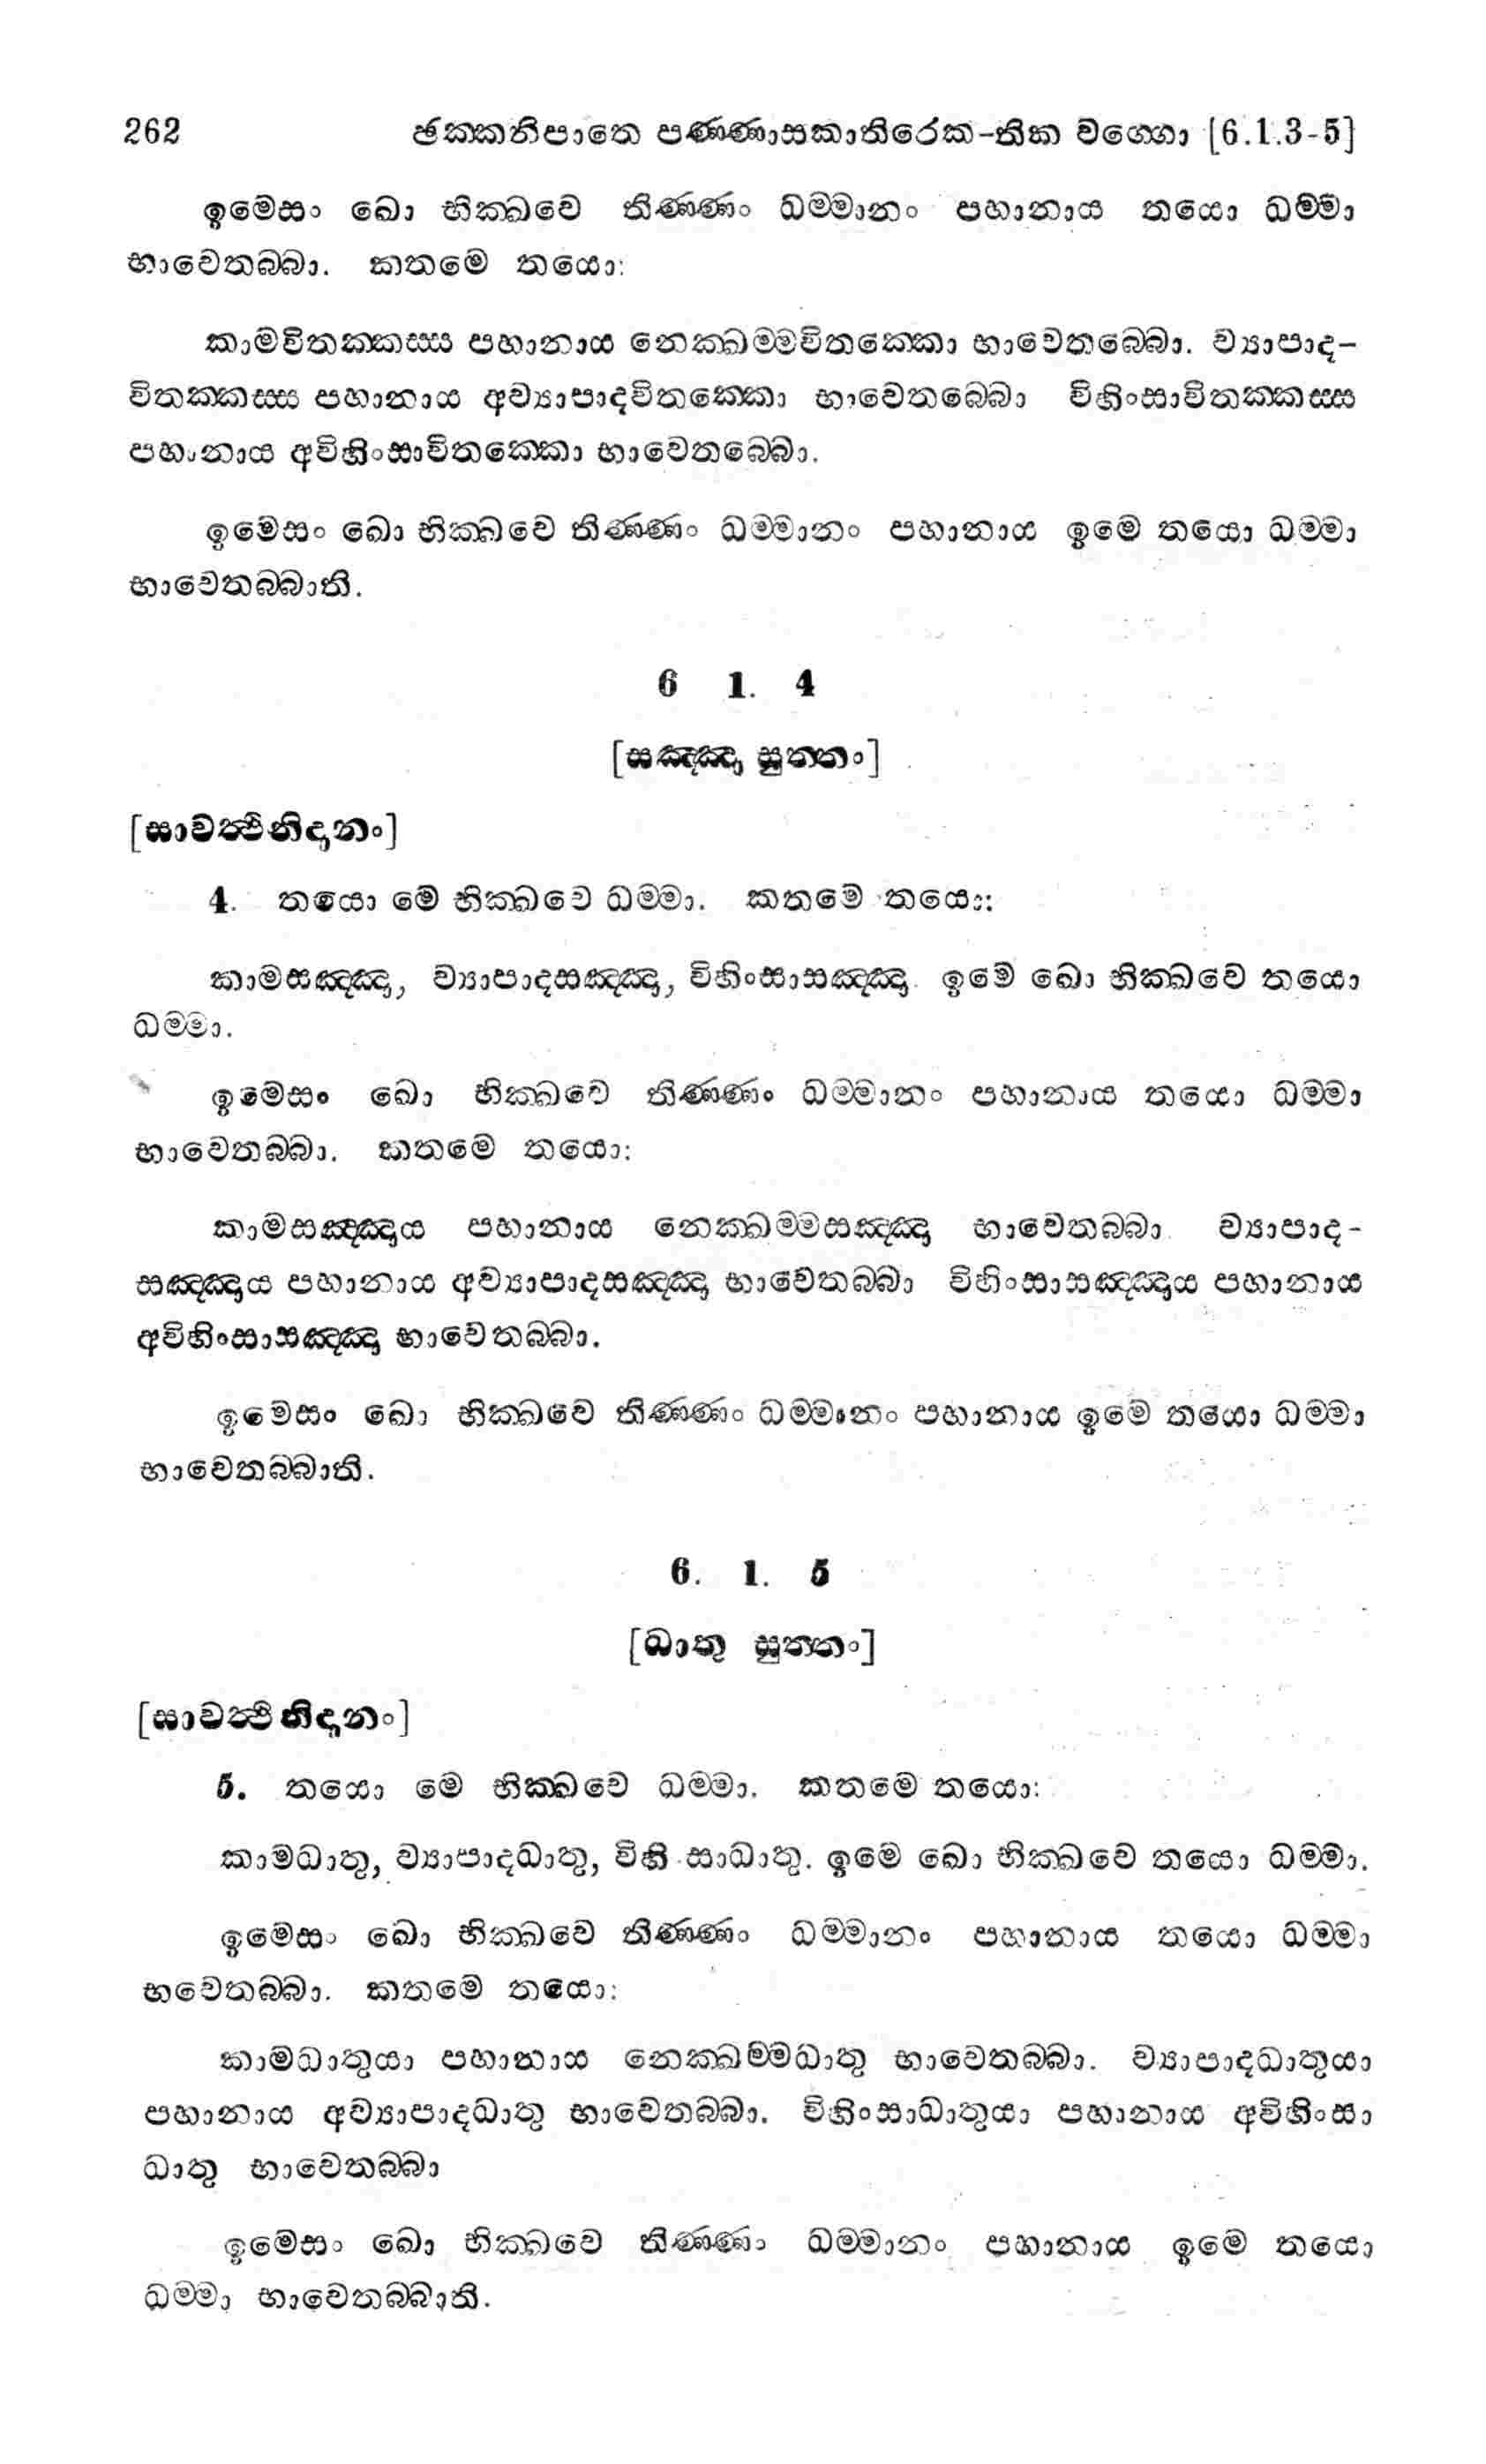 262 ඡක්කනිපාතෙ පණ්ණාසකාතිරේක-තික වග්ගො [6.1.3-5]
ඉමෙසං ඛො භික්ඛවෙ තිණ්ණං ධම්මානං පහානාය තයො ධම්මා
භාවෙතබ්බා. කතමෙ තයො:
කාමවිතක්කස්ස පහානාය නෙක්ඛම්මවිතක්කො භාවෙතබ්බො. ව්‍යාපාද-
විතක්කස්ස පහානාය අව්‍යාපාදවිතක්කො භාවෙතබ්බො විහිංසාවිතක්කස්ස
පහානාය අවිහිංසාවිතක්කො භාවෙතබ්බො.
ඉමෙසං ඛො භික්ඛවෙ තිණ්ණං ධම්මානං පහානාය ඉමෙ තයො ධම්මා
භාවෙතබ්බාති.
6 1. 4
[සඤ්ඤා සුත්තං]
[සාවත්ථිනිදානං]
4. තයො මේ භික්ඛවෙ ධම්මා. කතමෙ තයො:
කාමසඤ්ඤා, ව්‍යාපාදසඤ්ඤා, විහිංසාසඤ්ඤා. ඉමෙ ඛො භික්ඛවෙ තයො
ධම්මා.
ඉමෙසං ඛො භික්ඛවෙ තිණ්ණං ධම්මානං පහානාය තයො ධම්මා
භාවෙතබ්බා. කතමෙ තයො:
කාමසඤ්ඤාය පහානාය නෙක්ඛම්මසඤ්ඤා භාවෙතබ්බා. ව්‍යාපාද-
සඤ්ඤාය පහානාය අව්‍යාපාදසඤ්ඤා භාවෙතබ්බා විහිංසාසඤ්ඤාය පහානාය
අවිහිංසාසඤ්ඤා භාවෙතබ්බා.
ඉමෙසං ඛො භික්ඛවෙ තිණ්ණං ධම්මානං පහානාය ඉමෙ තයො ධම්මා
භාවෙතබ්බාති.
6. 1. 5
[ධාතු සුත්තං]
[සාවත්ථිනිදානං]
5. තයො මේ භික්ඛවෙ ධම්මා. කතමෙ තයො:
කාමධාතු, ව්‍යාපාදධාතු, විහිංසාධාතු. ඉමෙ ඛො භික්ඛවෙ තයො ධම්මා.
ඉමෙසං ඛො භික්ඛවෙ තිණ්ණං ධම්මානං පහානාය තයො ධම්මා
භවෙතබ්බා. කතමෙ තයො:
කාමධාතුයා පහානාය නෙක්ඛම්මධාතු භාවෙතබ්බා. ව්‍යාපාදධාතුයා
පහානාය අව්‍යාපාදධාතු භාවෙතබ්බා. විහිංසාධාතුයා පහානාය අවිහිංසා
ධාතු භාවෙතබ්බා
ඉමෙසං ඛො භික්ඛවෙ තිණ්ණං ධම්මානං පහානාය ඉමෙ තයො
ධම්මා භාවෙතබ්බාති.